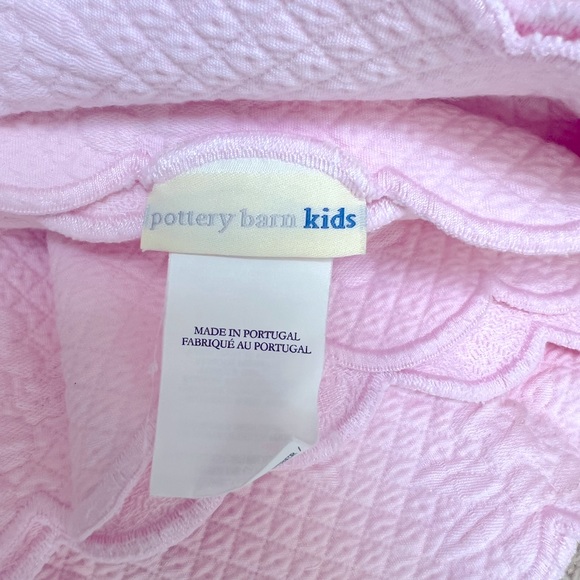 pottery barn kids
MADE IN PORTUGAL
FABRIQUÉ AU PORTUGAL